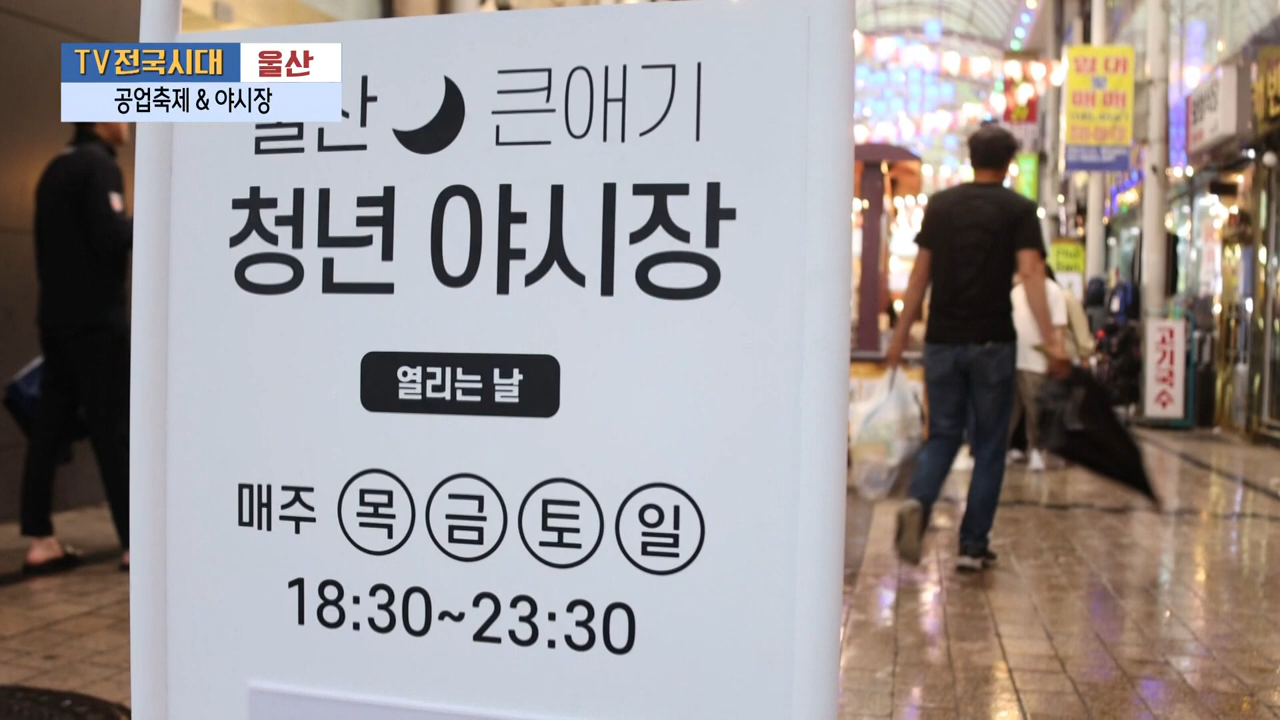 TV전국시대 울산
공업축제 & 야시장
울산 큰애기
청년 야시장
열리는 날
매주 목 금 토 일
18:30~23:30
매매
고기국수